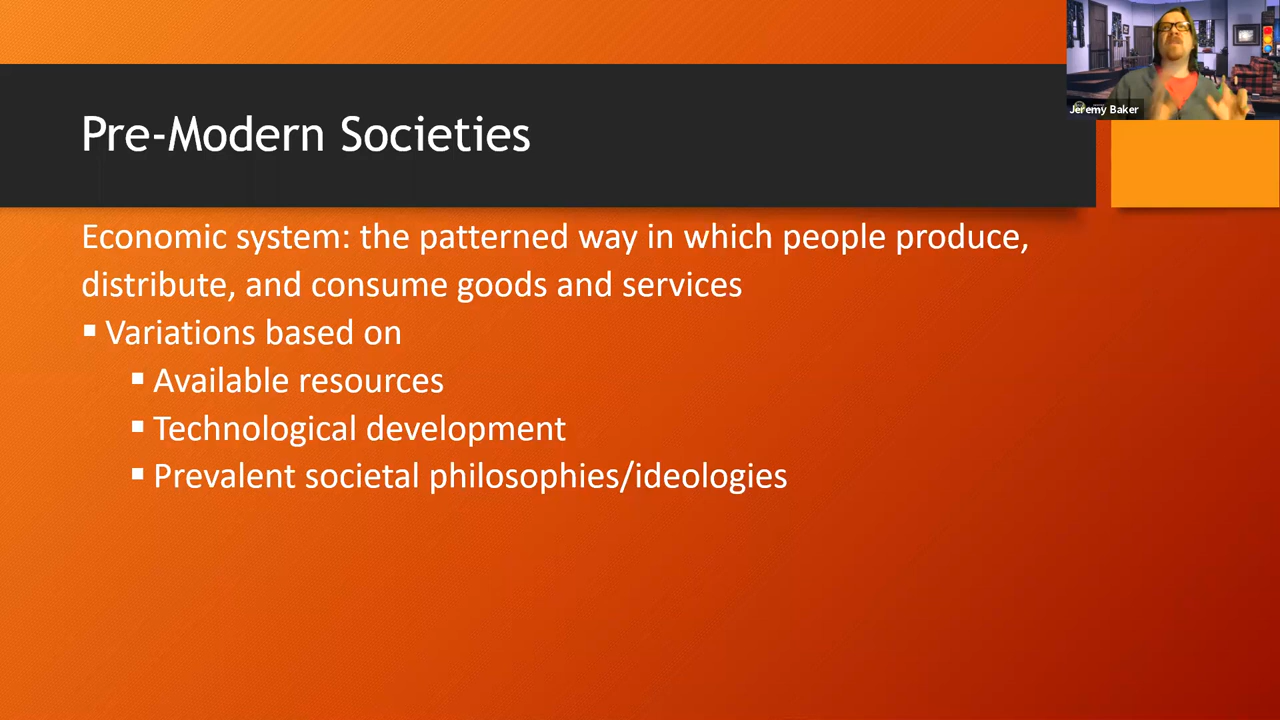 Jeremy Baker
Pre-Modern Societies
Economic system: the patterned way in which people produce,
distribute, and consume goods and services
▪ Variations based on
▪ Available resources
▪ Technological development
▪ Prevalent societal philosophies/ideologies